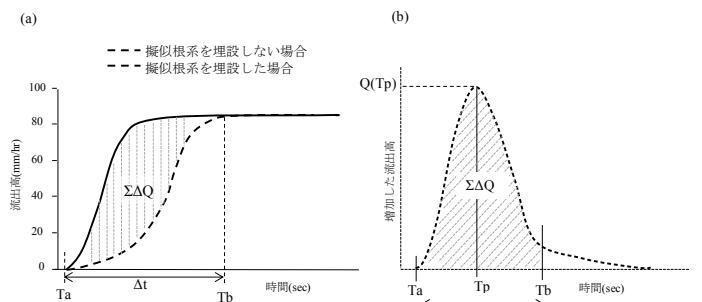 (a)
擬似根系を埋設しない場合
擬似根系を埋設した場合
流出高(mm/hr)
100
80
60
40
20
0
ΣΔQ
Δt
Ta
Tb
時間(sec)
(b)
Q(Tp)
増加した流出高
ΣΔQ
Ta
Tp
Tb
時間(sec)